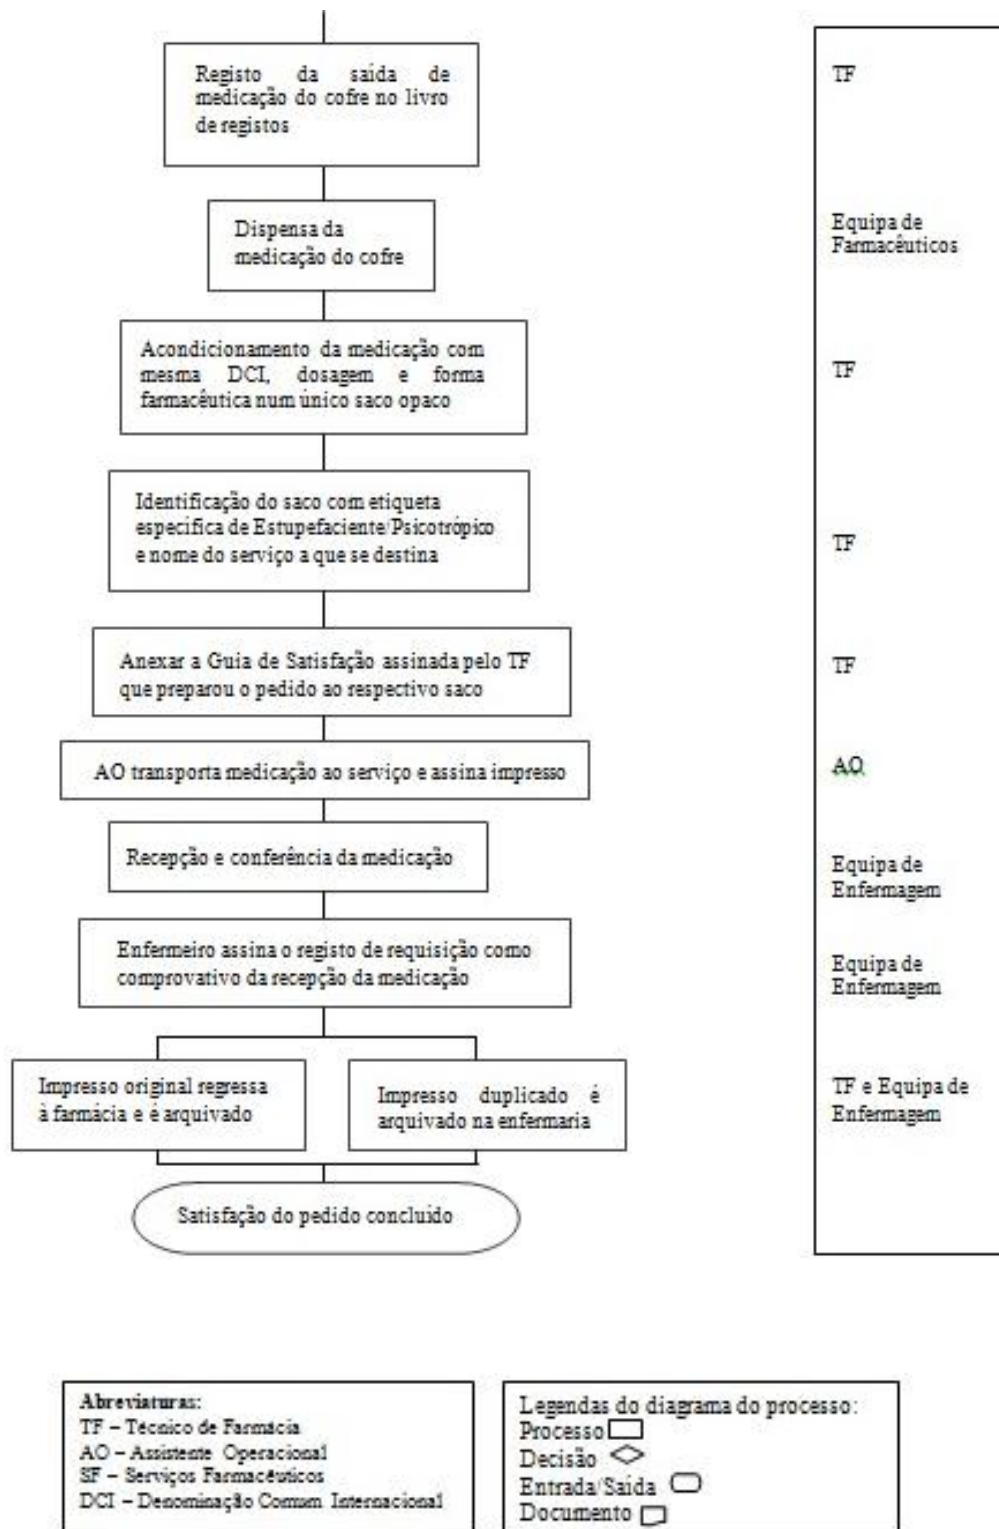 Registo da saída de
medicação do cofre no livro
de registos
TF
Dispensa da
medicação do cofre
Equipa de
Farmacêuticos
Acondicionamento da medicação com
mesma DCI, dosagem e forma
farmacêutica num único saco opaco
TF
Identificação do saco com etiqueta
especifica de Estupefaciente/Psicotrópico
e nome do serviço a que se destina
TF
Anexar a Guia de Satisfação assinada pelo TF
que preparou o pedido ao respectivo saco
TF
AO transporta medicação ao serviço e assina impresso
AO
Recepção e conferência da medicação
Equipa de
Enfermagem
Enfermeiro assina o registo de requisição como
comprovativo da recepção da medicação
Equipa de
Enfermagem
Impresso original regressa
à farmácia e é arquivado
Impresso duplicado é
arquivado na enfermaria
TF e Equipa de
Enfermagem
Satisfação do pedido concluído
Abreviaturas:
TF – Técnico de Farmácia
AO – Assistente Operacional
SF – Serviços Farmacêuticos
DCI – Denominação Comum Internacional
Legendas do diagrama do processo:
Processo
Decisão
Entrada/Saída
Documento